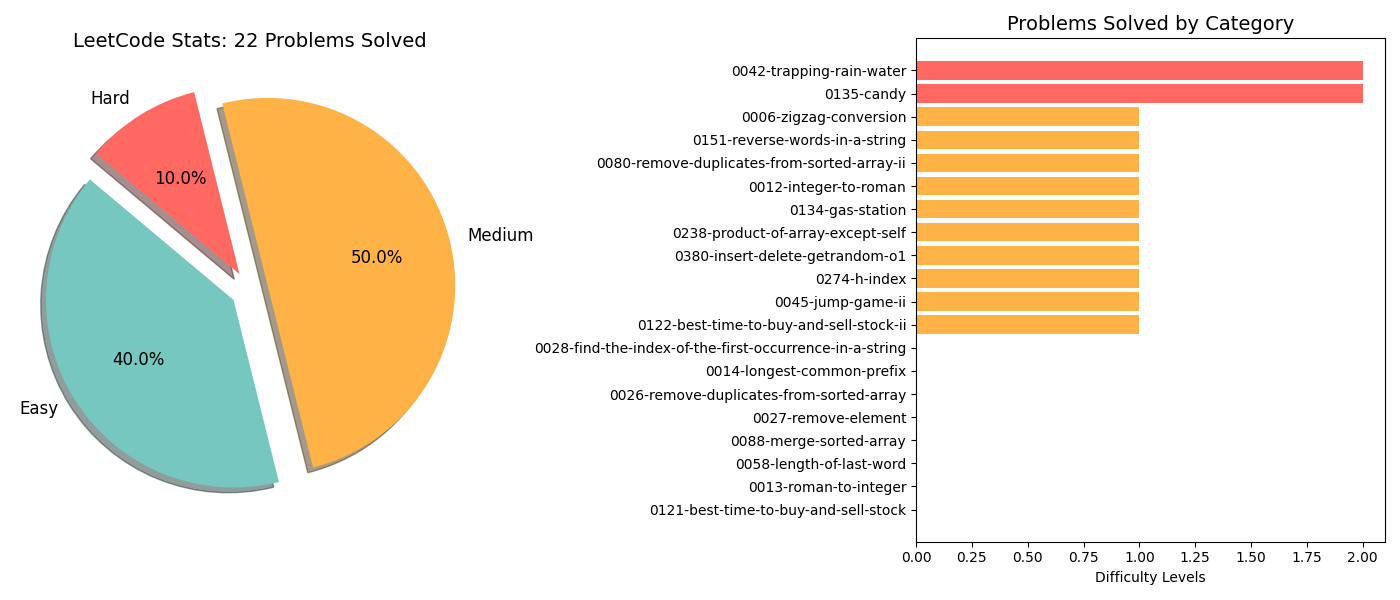 LeetCode Stats: 22 Problems Solved
Hard
10.0%
Medium
50.0%
40.0%
Easy
Problems Solved by Category
0042-trapping-rain-water
0135-candy
0006-zigzag-conversion
0151-reverse-words-in-a-string
0080-remove-duplicates-from-sorted-array-ii
0012-integer-to-roman
0134-gas-station
0238-product-of-array-except-self
0380-insert-delete-getrandom-o1
0274-h-index
0045-jump-game-ii
0122-best-time-to-buy-and-sell-stock-ii
0028-find-the-index-of-the-first-occurrence-in-a-string
0014-longest-common-prefix
0026-remove-duplicates-from-sorted-array
0027-remove-element
0088-merge-sorted-array
0058-length-of-last-word
0013-roman-to-integer
0121-best-time-to-buy-and-sell-stock
0.00 0.25 0.50 0.75 1.00 1.25 1.50 1.75 2.00
Difficulty Levels